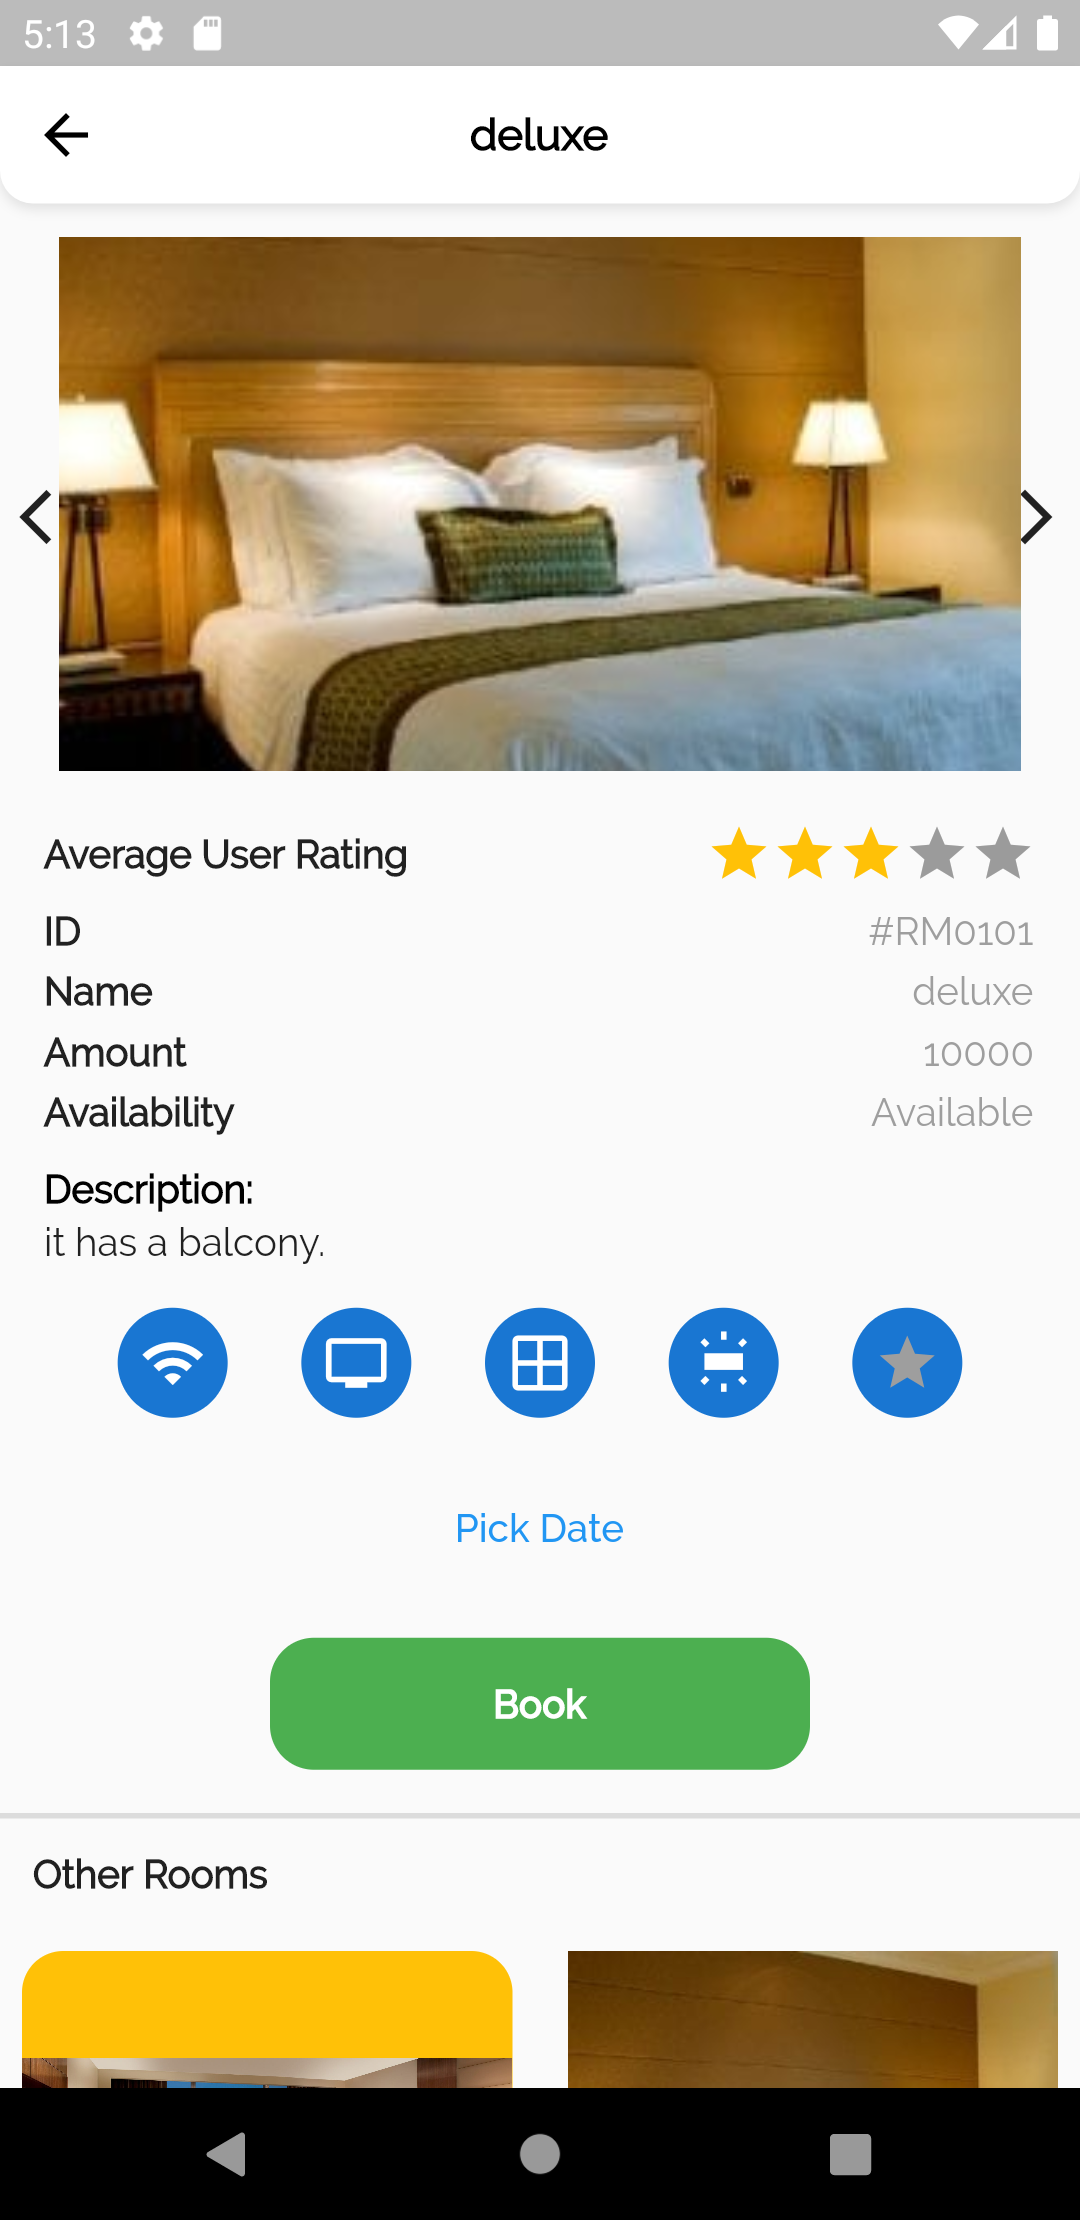 5:13
deluxe
Average User Rating
ID #RM0101
Name deluxe
Amount 10000
Availability Available
Description:
it has a balcony.
Pick Date
Book
Other Rooms